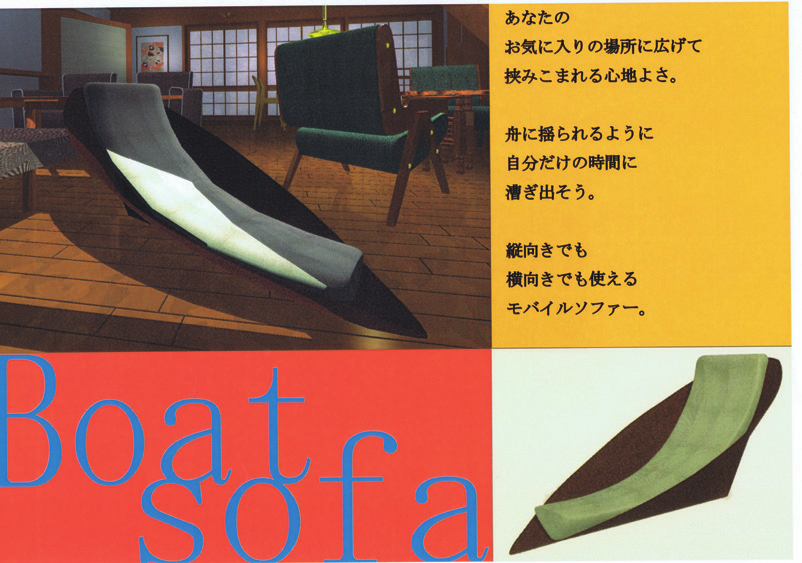 あなたの
お気に入りの場所に広げて
挟みこまれる心地よさ。
舟に揺られるように
自分だけの時間に
漕ぎ出そう。
縦向きでも
横向きでも使える
モバイルソファー。
Boat
sofa